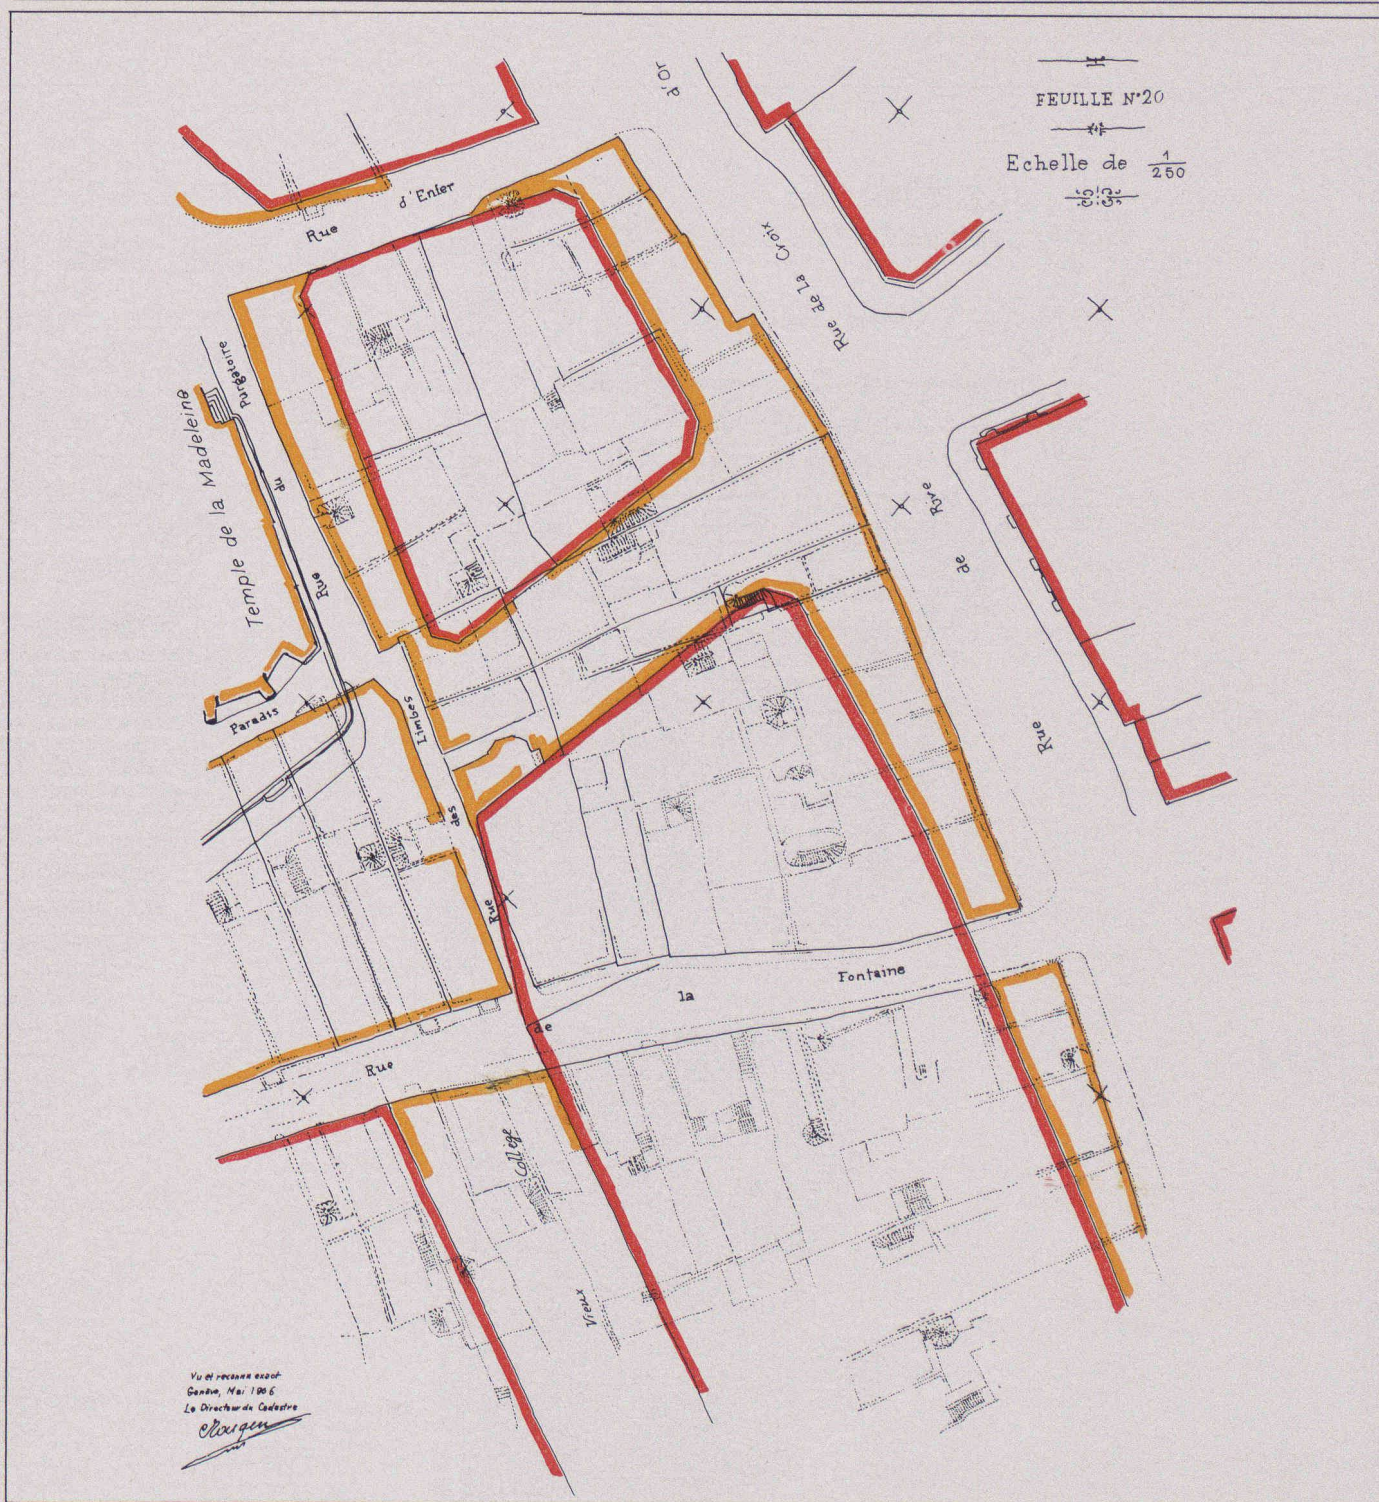 FEUILLE N°20
Echelle de 1/250
d'Or
Rue de la Croix
Rue d'Enfer
Purgatoire
du
Rue
Temple de la Madeleine
Rive
de
Rue
Paradis
Limbes
des
Rue
Fontaine
la
de
Rue
Collège
Vieux
Vu et reconnu exact
Genève, Mai 1906
Le Directeur du Cadastre